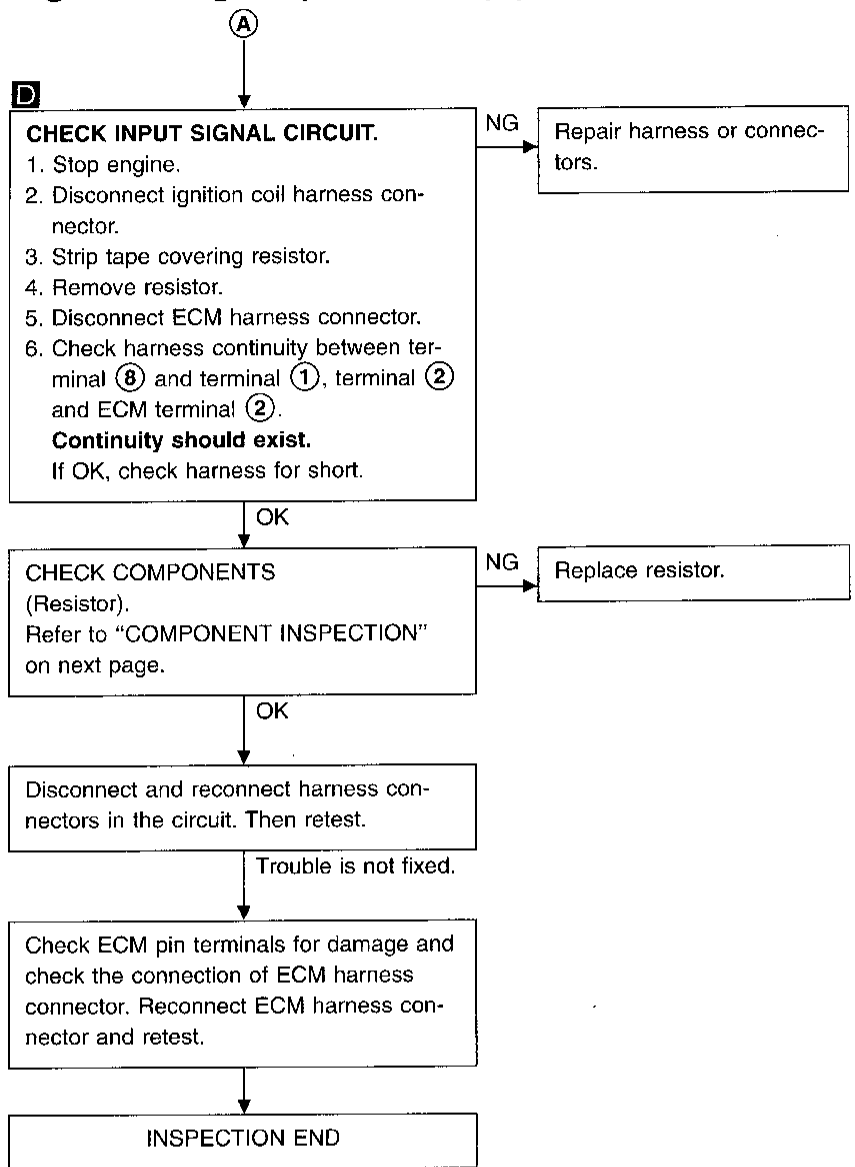 A
D
CHECK INPUT SIGNAL CIRCUIT.
1. Stop engine.
2. Disconnect ignition coil harness con-
nector.
3. Strip tape covering resistor.
4. Remove resistor.
5. Disconnect ECM harness connector.
6. Check harness continuity between ter-
minal ⑧ and terminal ①, terminal ②
and ECM terminal ②.
Continuity should exist.
If OK, check harness for short.
NG
Repair harness or connec-
tors.
OK
CHECK COMPONENTS
(Resistor).
Refer to “COMPONENT INSPECTION”
on next page.
NG
Replace resistor.
OK
Disconnect and reconnect harness con-
nectors in the circuit. Then retest.
Trouble is not fixed.
Check ECM pin terminals for damage and
check the connection of ECM harness
connector. Reconnect ECM harness con-
nector and retest.
INSPECTION END